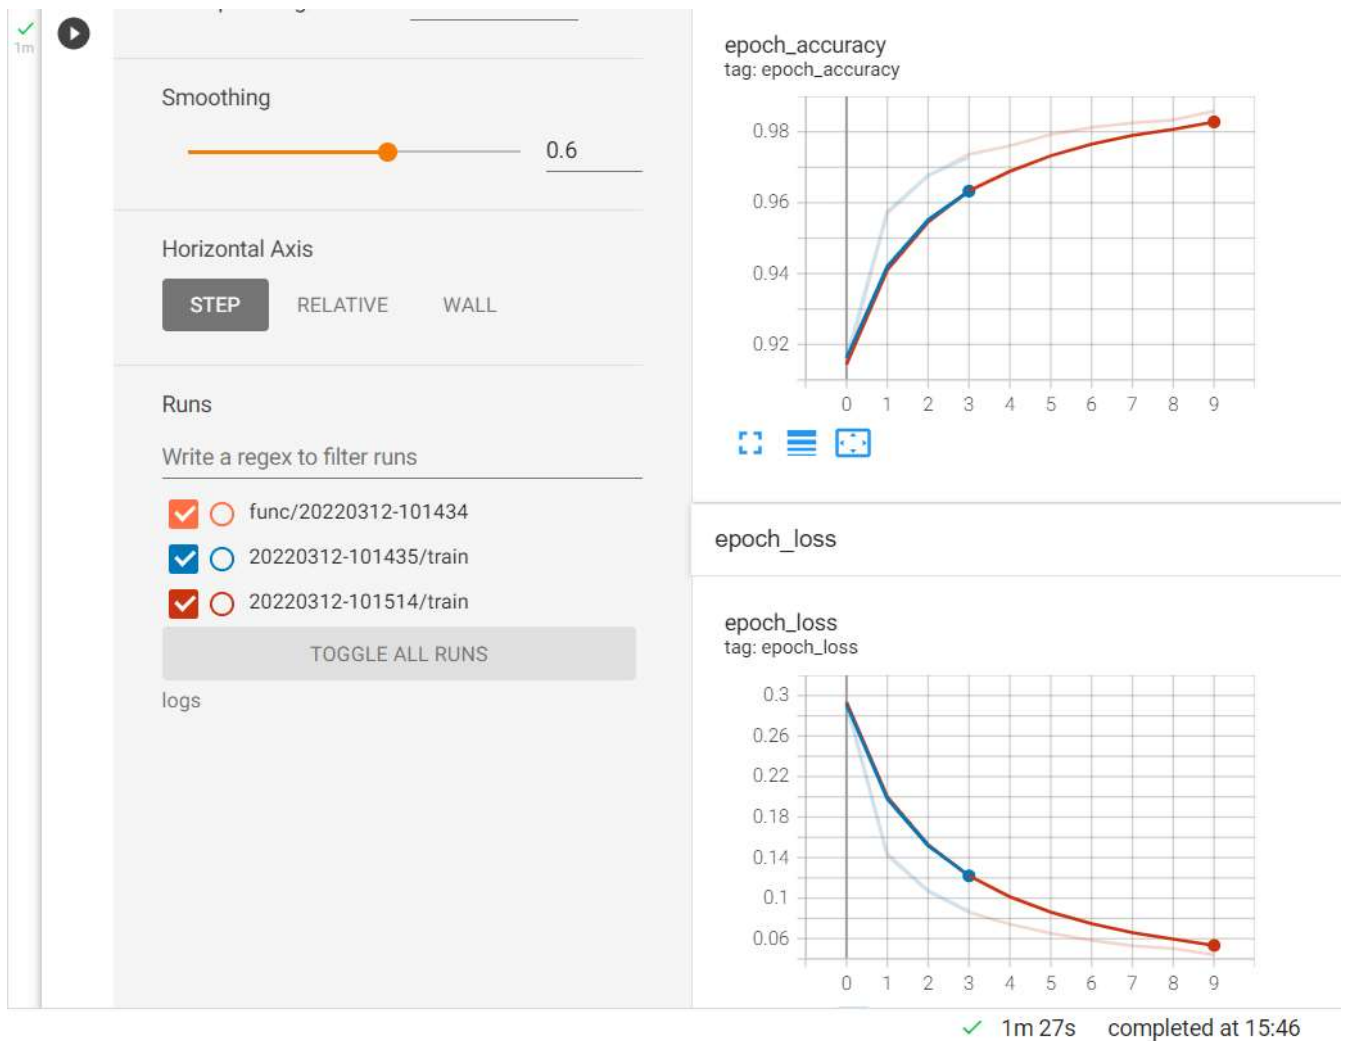 1m
Smoothing
0.6
Horizontal Axis
STEP RELATIVE WALL
Runs
Write a regex to filter runs
func/20220312-101434
20220312-101435/train
20220312-101514/train
TOGGLE ALL RUNS
logs
epoch_accuracy
tag: epoch_accuracy
0.98
0.96
0.94
0.92
0 1 2 3 4 5 6 7 8 9
epoch_loss
epoch_loss
tag: epoch_loss
0.3
0.26
0.22
0.18
0.14
0.1
0.06
0 1 2 3 4 5 6 7 8 9
1m 27s completed at 15:46